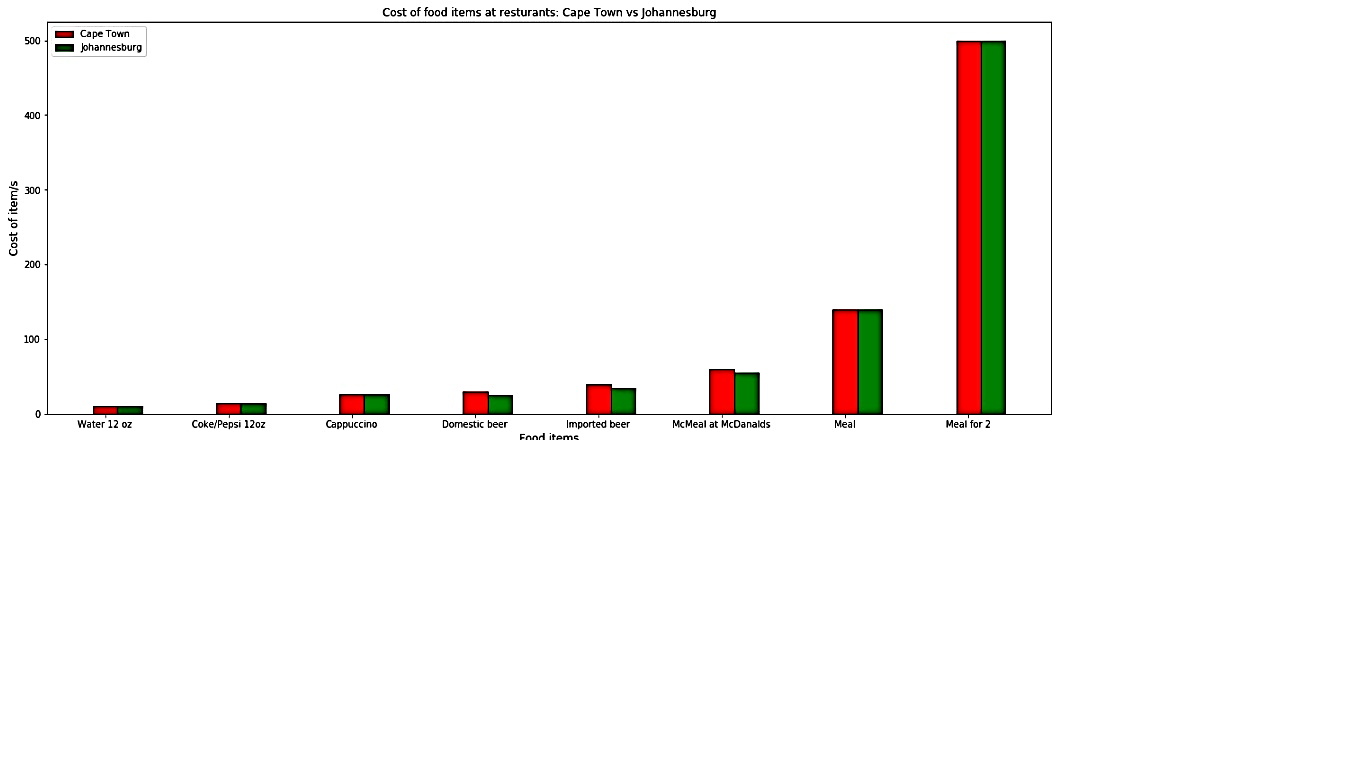 Cost of food items at resturants: Cape Town vs Johannesburg
Cape Town
Johannesburg
Cost of item/s
500
400
300
200
100
0
Water 12 oz
Coke/Pepsi 12oz
Cappuccino
Domestic beer
Imported beer
McMeal at McDanalds
Meal
Meal for 2
Food items